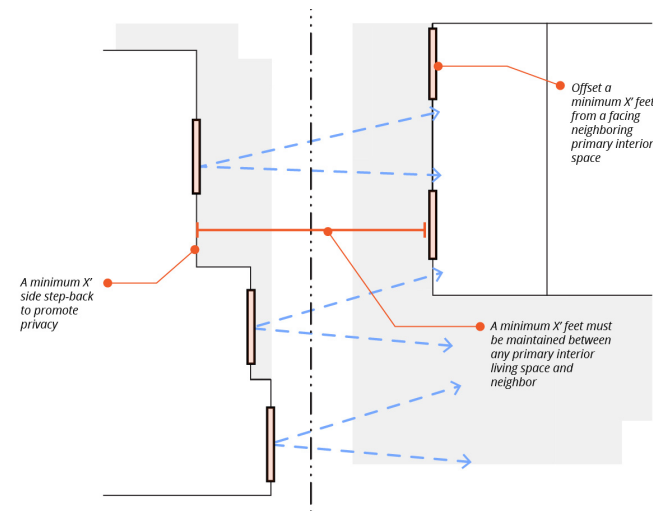 Offset a
minimum X' feet
from a facing
neighboring
primary interior
space
A minimum X'
side step-back
to promote
privacy
A minimum X' feet must
be maintained between
any primary interior
living space and
neighbor